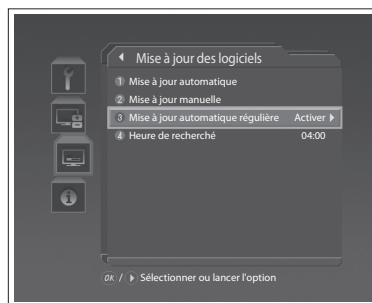 Mise à jour des logiciels
1 Mise à jour automatique
2 Mise à jour manuelle
3 Mise à jour automatique régulière Activer
4 Heure de recherché 04:00
OK / Sélectionner ou lancer l'option